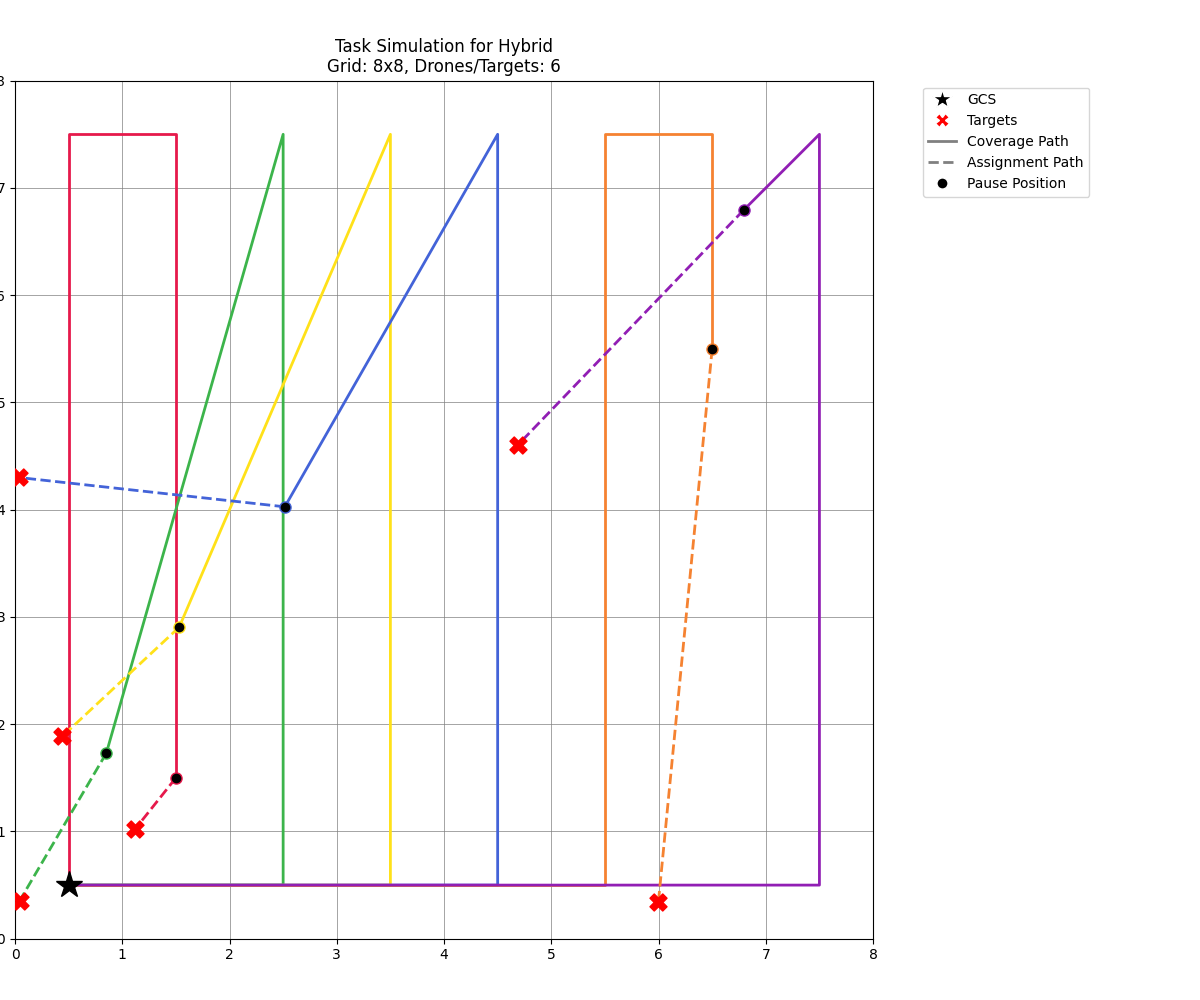 Task Simulation for Hybrid
Grid: 8x8, Drones/Targets: 6
GCS
Targets
Coverage Path
Assignment Path
Pause Position
8
7
6
5
4
3
2
1
0
0 1 2 3 4 5 6 7 8